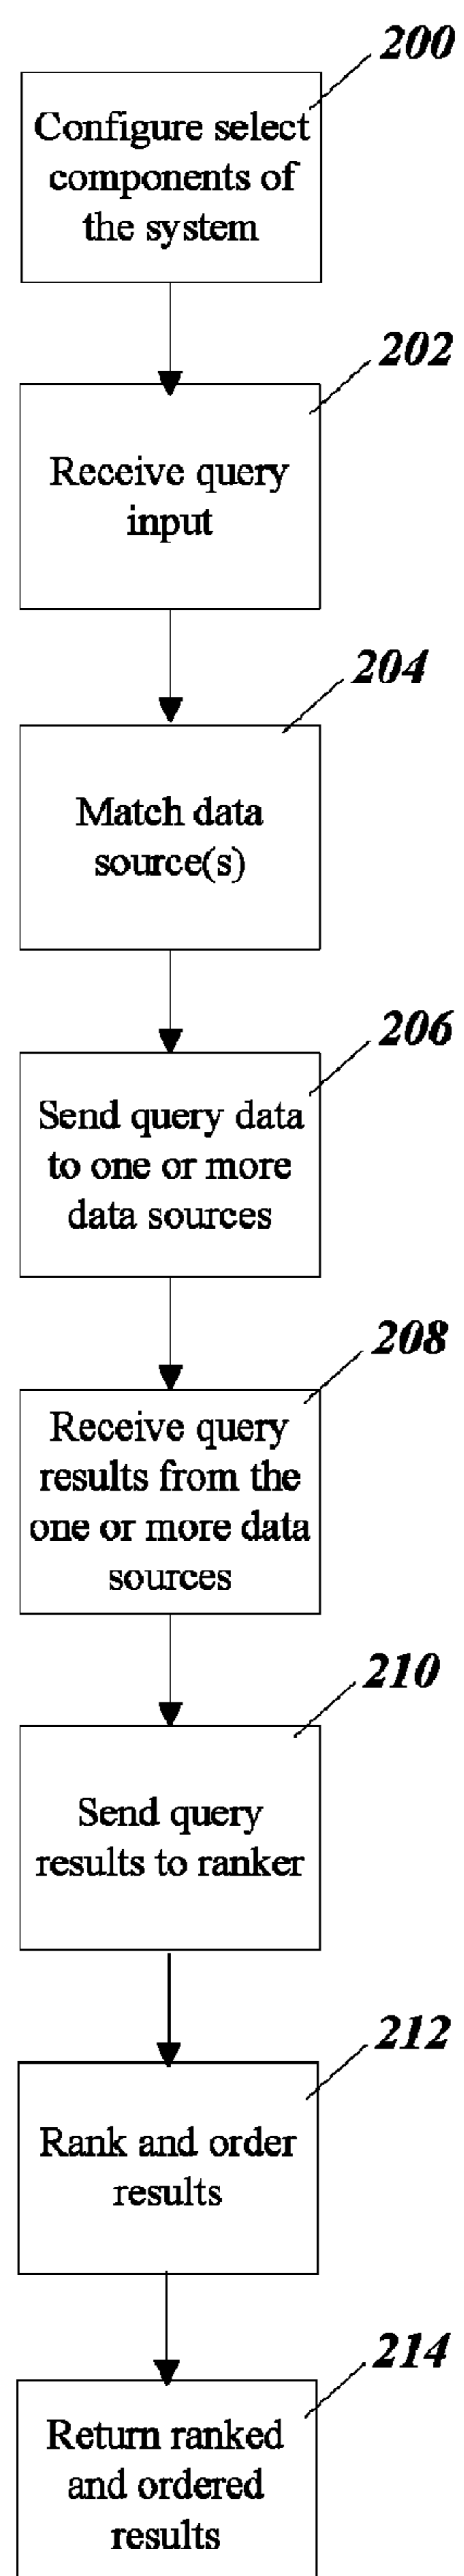 200
Configure select
components of
the system
202
Receive query
input
204
Match data
source(s)
206
Send query data
to one or more
data sources
208
Receive query
results from the
one or more data
sources
210
Send query
results to ranker
212
Rank and order
results
214
Return ranked
and ordered
results